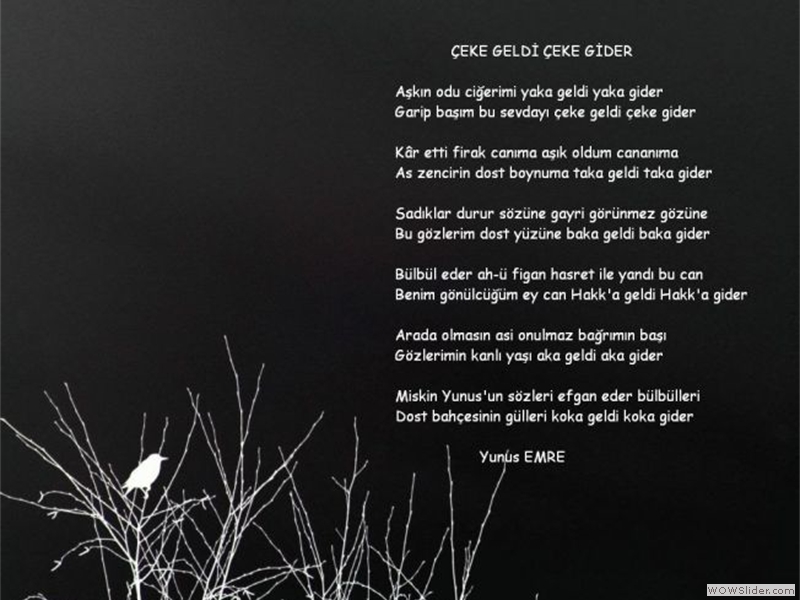 ÇEKE GELDİ ÇEKE GİDER
Aşkın odu ciğerimi yaka geldi yaka gider
Garip başım bu sevdayı çeke geldi çeke gider
Kâr etti firak canıma aşık oldum cananıma
As zencirin dost boynuma taka geldi taka gider
Sadıklar durur sözüne gayri görünmez gözüne
Bu gözlerim dost yüzüne baka geldi baka gider
Bülbül eder ah-ü figan hasret ile yandı bu can
Benim gönülcüğüm ey can Hakk'a geldi Hakk'a gider
Arada olmasın asi onulmaz bağrımın başı
Gözlerimin kanlı yaşı aka geldi aka gider
Miskin Yunus'un sözleri efgan eder bülbülleri
Dost bahçesinin gülleri koka geldi koka gider
Yunus EMRE
WOWSlider.com